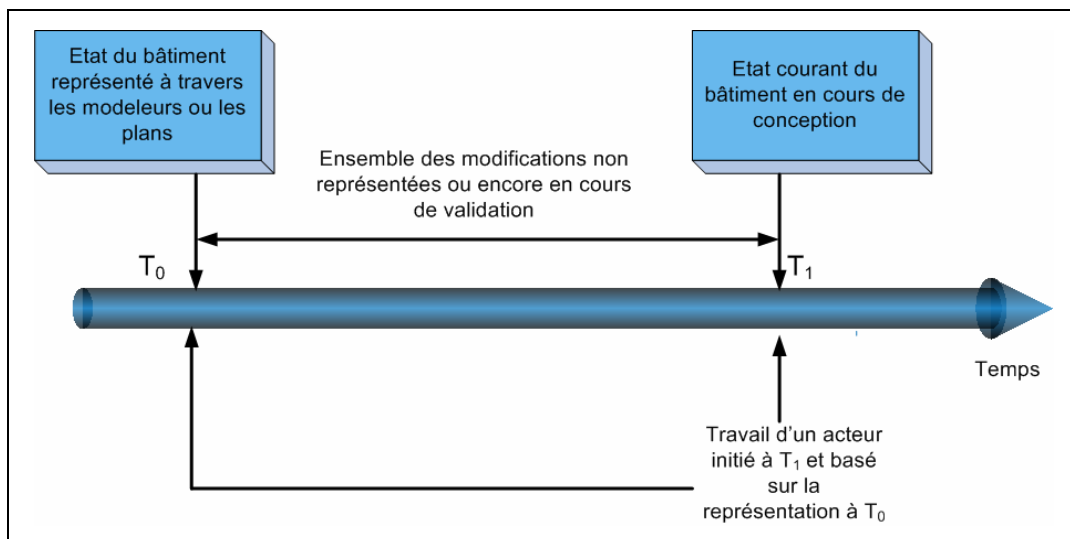 Etat du bâtiment
représenté à travers
les modeleurs ou les
plans
Etat courant du
bâtiment en cours de
conception
Ensemble des modifications non
représentées ou encore en cours
de validation
T₀
T₁
Temps
Travail d’un acteur
initié à T₁ et basé
sur la
représentation à T₀